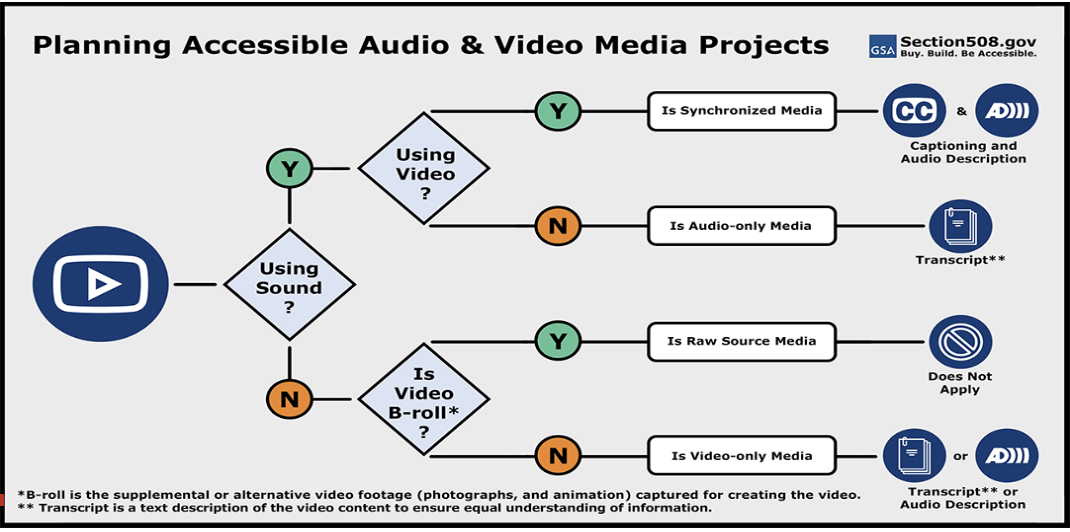 Planning Accessible Audio & Video Media Projects
GSA
Section508.gov
Buy. Build. Be Accessible.
Using
Sound
?
Y
Using
Video
?
Y
Is Synchronized Media
CC
&
AD)))
Captioning and
Audio Description
N
Is Audio-only Media
Transcript**
N
Is
Video
B-roll*
?
Y
Is Raw Source Media
Does Not
Apply
N
Is Video-only Media
or
AD)))
Transcript** or
Audio Description
*B-roll is the supplemental or alternative video footage (photographs, and animation) captured for creating the video.
** Transcript is a text description of the video content to ensure equal understanding of information.